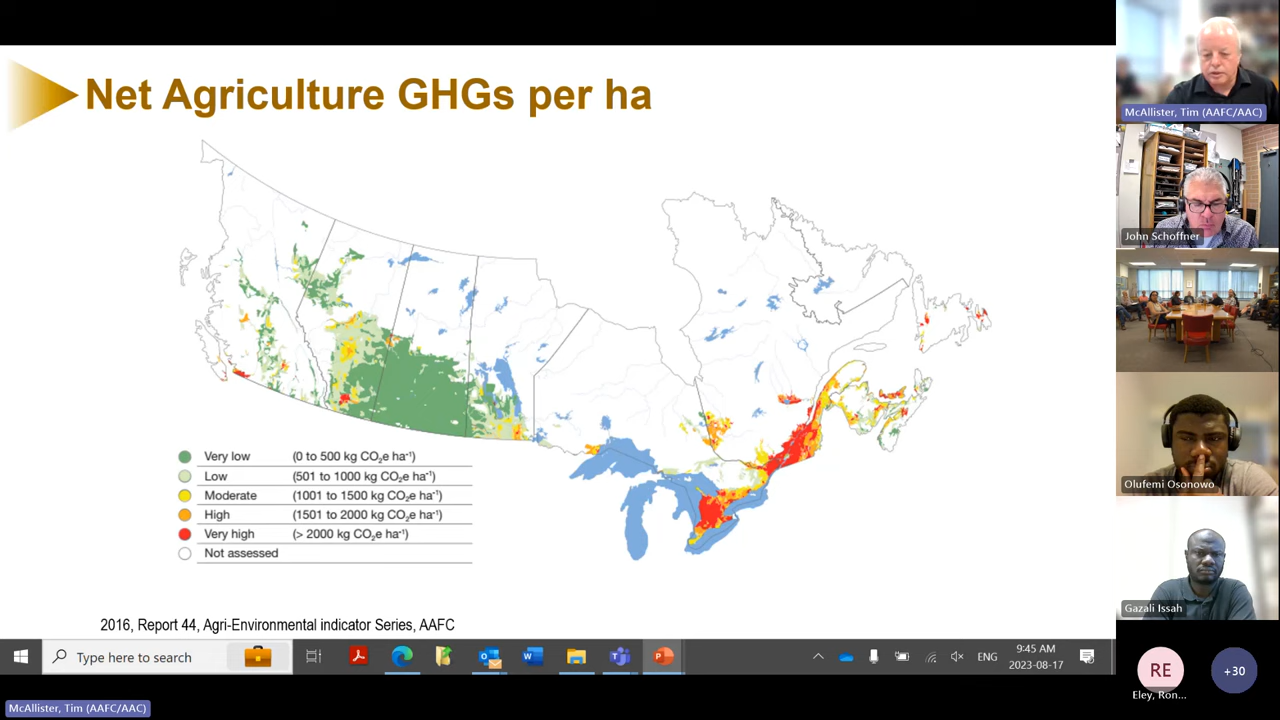 Net Agriculture GHGs per ha
Very low (0 to 500 kg CO₂e ha⁻¹)
Low (501 to 1000 kg CO₂e ha⁻¹)
Moderate (1001 to 1500 kg CO₂e ha⁻¹)
High (1501 to 2000 kg CO₂e ha⁻¹)
Very high (> 2000 kg CO₂e ha⁻¹)
Not assessed
2016, Report 44, Agri-Environmental indicator Series, AAFC
Type here to search
ENG
9:45 AM
2023-08-17
McAllister, Tim (AAFC/AAC)
McAllister, Tim (AAFC/AAC)
John Schoffner
Olufemi Osonowo
Gazali Issah
RE
Eley, Ron...
+30